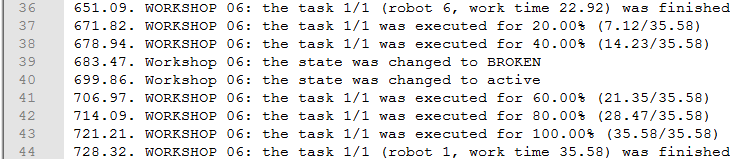 36 651.09. WORKSHOP 06: the task 1/1 (robot 6, work time 22.92) was finished
37 671.82. WORKSHOP 06: the task 1/1 was executed for 20.00% (7.12/35.58)
38 678.94. WORKSHOP 06: the task 1/1 was executed for 40.00% (14.23/35.58)
39 683.47. Workshop 06: the state was changed to BROKEN
40 699.86. Workshop 06: the state was changed to active
41 706.97. WORKSHOP 06: the task 1/1 was executed for 60.00% (21.35/35.58)
42 714.09. WORKSHOP 06: the task 1/1 was executed for 80.00% (28.47/35.58)
43 721.21. WORKSHOP 06: the task 1/1 was executed for 100.00% (35.58/35.58)
44 728.32. WORKSHOP 06: the task 1/1 (robot 1, work time 35.58) was finished